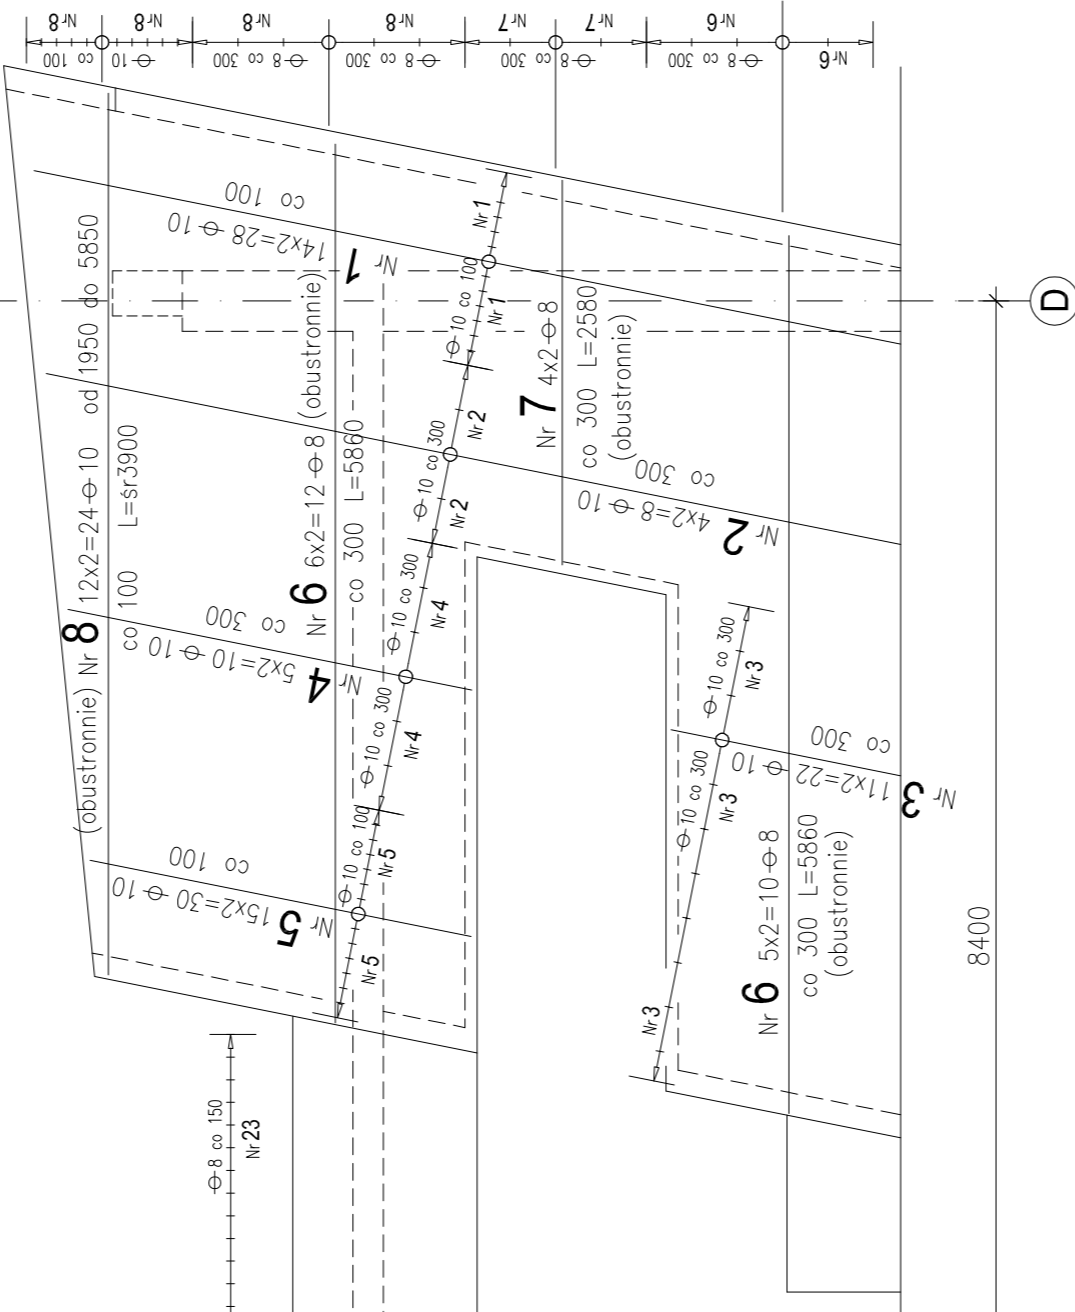 Nr 8
Nr 8
Nr 8
Nr 8
Nr 7
Nr 7
Nr 6
Nr 6
ϕ 10 co 100
ϕ 8 co 300
ϕ 8 co 300
ϕ 8 co 300
ϕ 8 co 300
(obustronnie) Nr 8 12x2=24 ϕ 10 od 1950 do 5850
co 100 L=śr3900
Nr 1 14x2=28 ϕ 10
co 100
Nr 6 6x2=12 ϕ 8 (obustronnie)
co 300 L=5860
Nr 7 4x2 ϕ 8
co 300 L=2580
(obustronnie)
Nr 2 4x2=8 ϕ 10
co 300
Nr 4 5x2=10 ϕ 10
co 300
Nr 5 15x2=30 ϕ 10
co 100
Nr 3 11x2=22 ϕ 10
co 300
Nr 6 5x2=10 ϕ 8
co 300 L=5860
(obustronnie)
Nr 1
ϕ 10 co 100
Nr 1
Nr 2
ϕ 10 co 300
Nr 2
ϕ 10 co 300
Nr 4
ϕ 10 co 300
Nr 4
ϕ 10 co 100
Nr 5
Nr 5
ϕ 10 co 300
Nr 3
ϕ 10 co 300
Nr 3
Nr 3
ϕ 8 co 150
Nr 23
8400
D